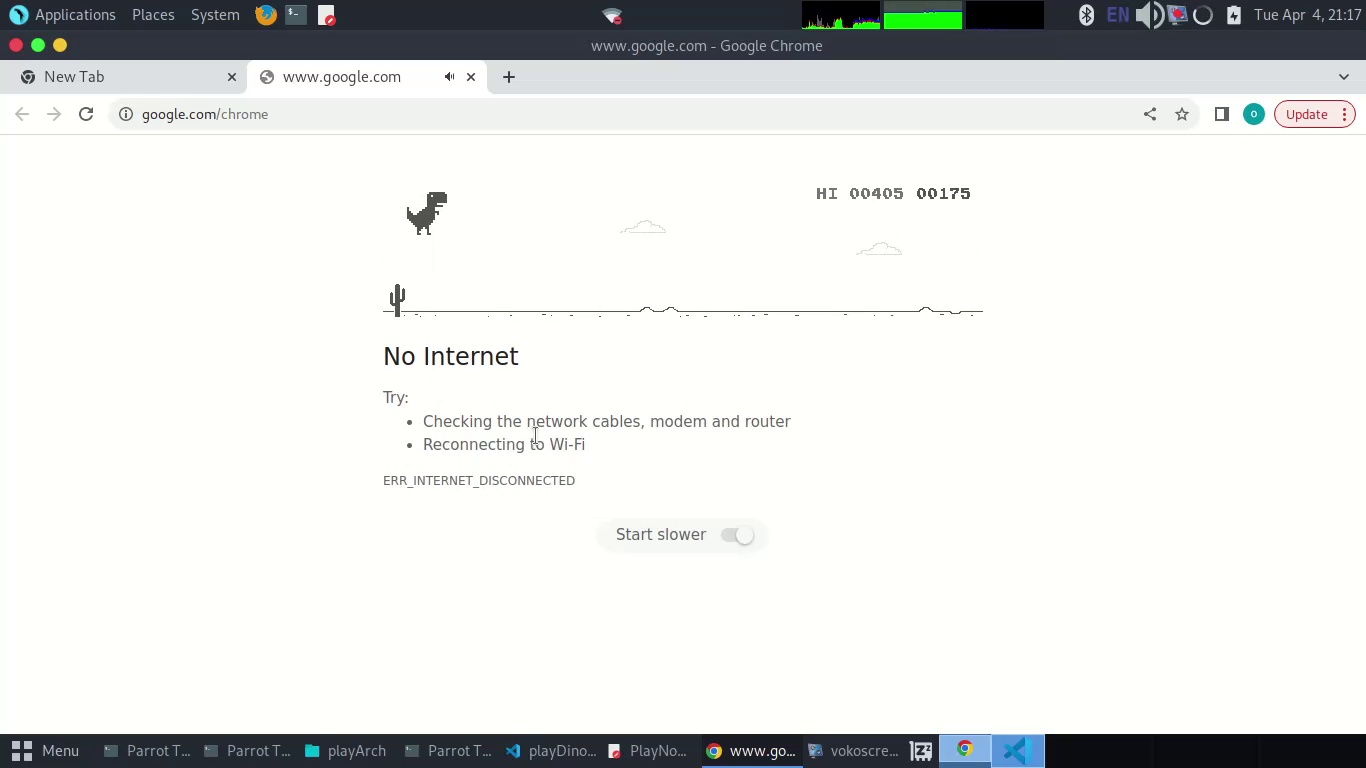 Applications Places System EN Tue Apr 4, 21:17
www.google.com - Google Chrome
New Tab www.google.com
google.com/chrome o Update
HI 00405 00175
No Internet
Try:
Checking the network cables, modem and router
Reconnecting to Wi-Fi
ERR_INTERNET_DISCONNECTED
Start slower
Menu Parrot T... Parrot T... playArch Parrot T... playDino... PlayNo... www.go... vokoscre...